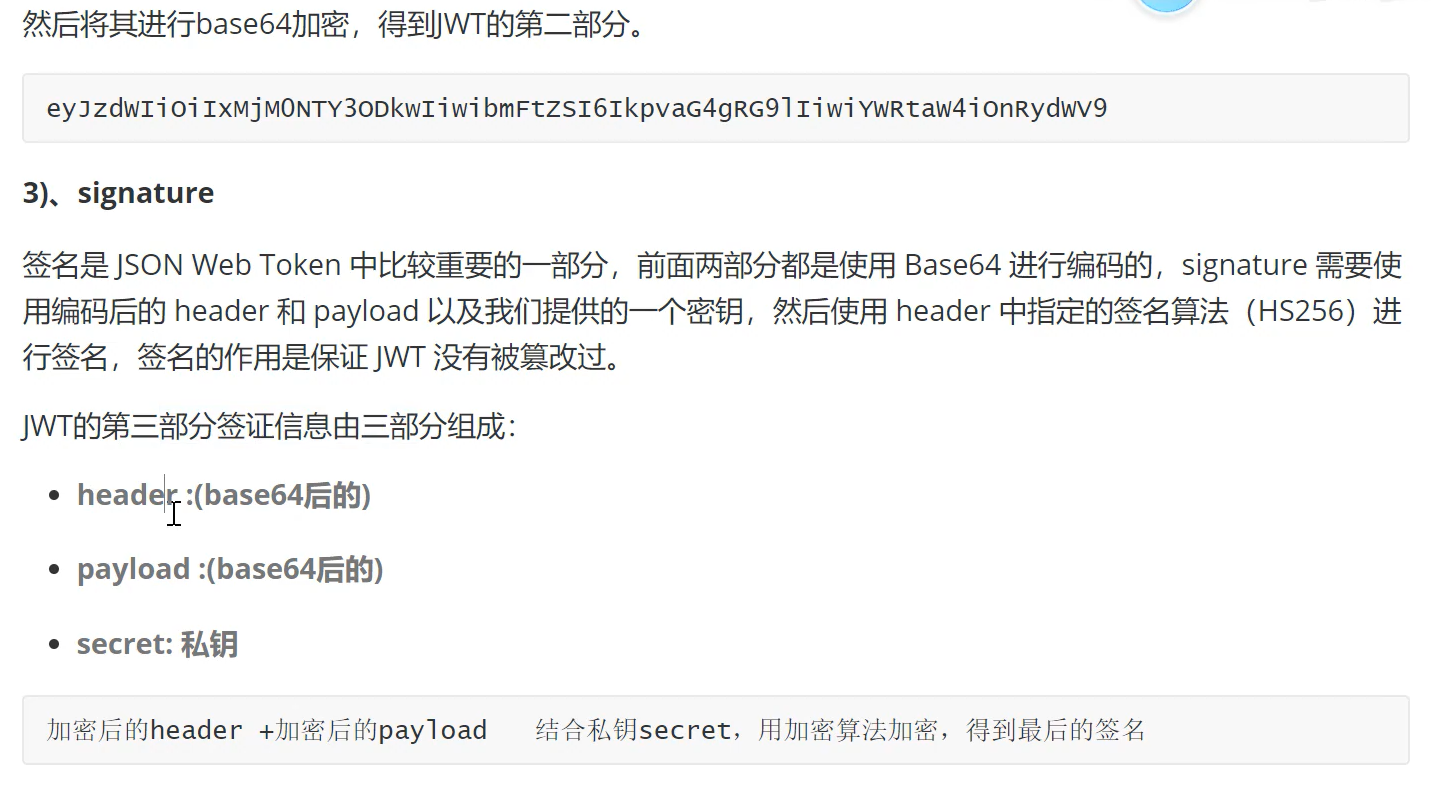 然后将其进行base64加密，得到JWT的第二部分。
eyJzdWIiOiIxMjM0NTY3ODkwIiwibmFtZSI6IkpvaG4gRG9lIiwiYWRtaW4iOnRydWV9
3)、signature
签名是 JSON Web Token 中比较重要的一部分，前面两部分都是使用 Base64 进行编码的，signature 需要使
用编码后的 header 和 payload 以及我们提供的一个密钥，然后使用 header 中指定的签名算法（HS256）进
行签名，签名的作用是保证 JWT 没有被篡改过。
JWT的第三部分签证信息由三部分组成：
header :(base64后的)
payload :(base64后的)
secret: 私钥
加密后的header +加密后的payload   结合私钥secret，用加密算法加密，得到最后的签名